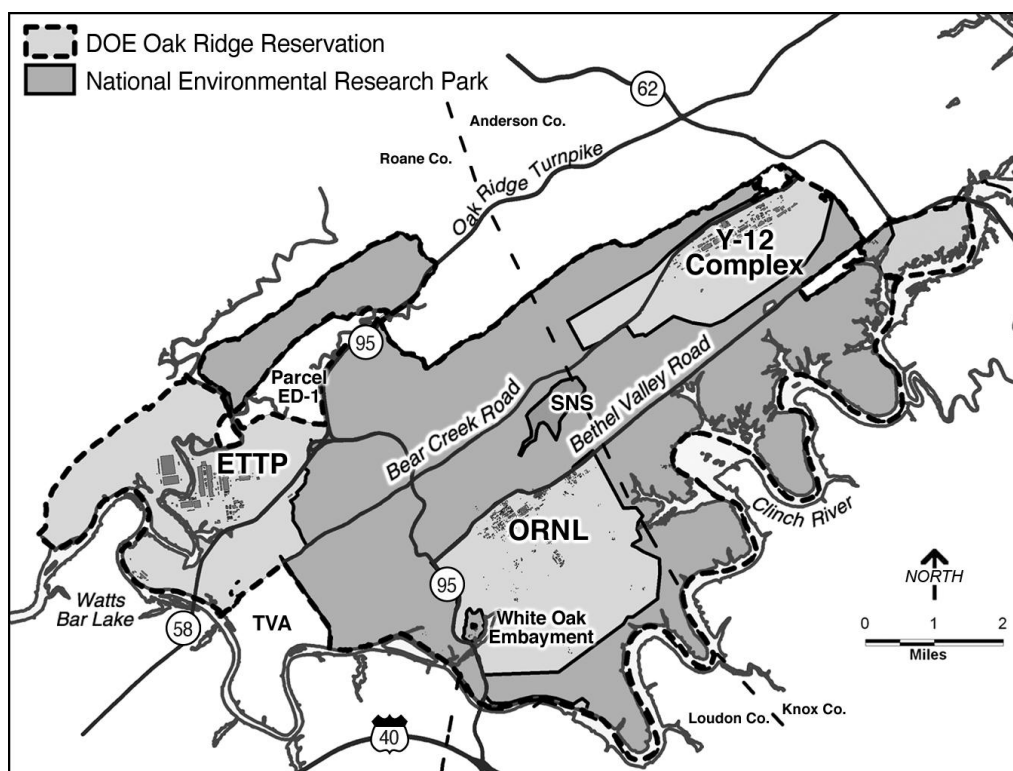 DOE Oak Ridge Reservation
National Environmental Research Park
62
Anderson Co.
Roane Co.
Oak Ridge Turnpike
Y-12
Complex
95
Parcel
ED-1
SNS
Bear Creek Road
Bethel Valley Road
ETTP
ORNL
Clinch River
95
NORTH
Watts
Bar Lake
58
TVA
White Oak
Embayment
0 1 2
Miles
Loudon Co.
Knox Co.
40